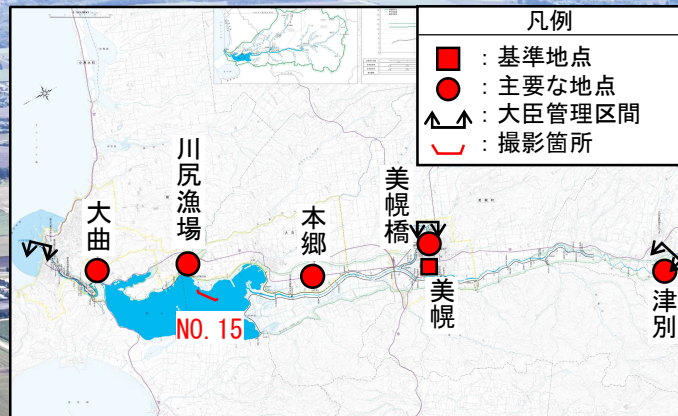 凡例
：基準地点
：主要な地点
：大臣管理区間
：撮影箇所
大曲
川尻漁場
本郷
美幌橋
美幌
津別
NO.15